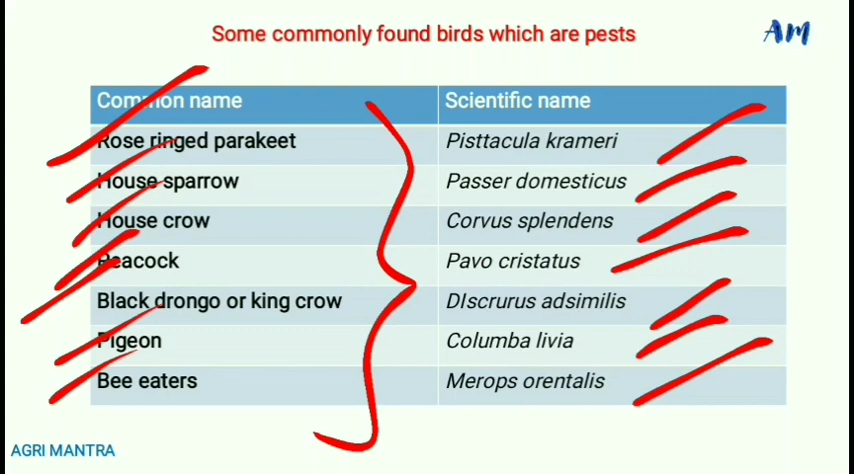 Some commonly found birds which are pests
AM
Common name Scientific name
Rose ringed parakeet Pisttacula krameri
House sparrow Passer domesticus
House crow Corvus splendens
Peacock Pavo cristatus
Black drongo or king crow DIscrurus adsimilis
Pigeon Columba livia
Bee eaters Merops orentalis
AGRI MANTRA